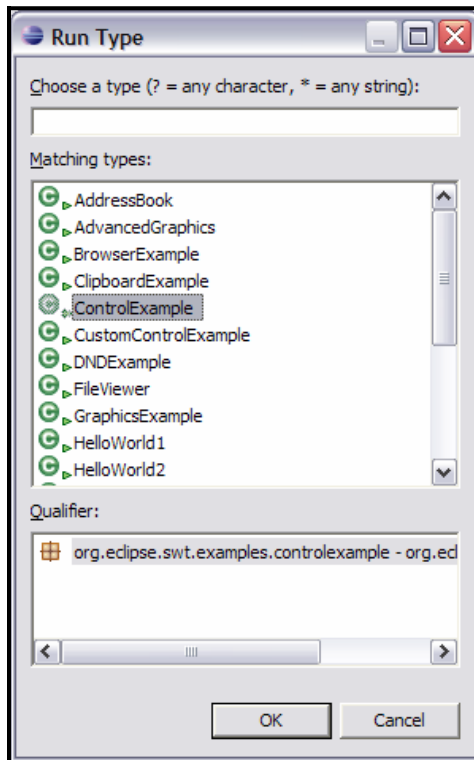 Run Type
Choose a type (? = any character, * = any string):
Matching types:
AddressBook
AdvancedGraphics
BrowserExample
ClipboardExample
ControlExample
CustomControlExample
DNDExample
FileViewer
GraphicsExample
HelloWorld1
HelloWorld2
Qualifier:
org.eclipse.swt.examples.controlexample - org.ecl
OK
Cancel